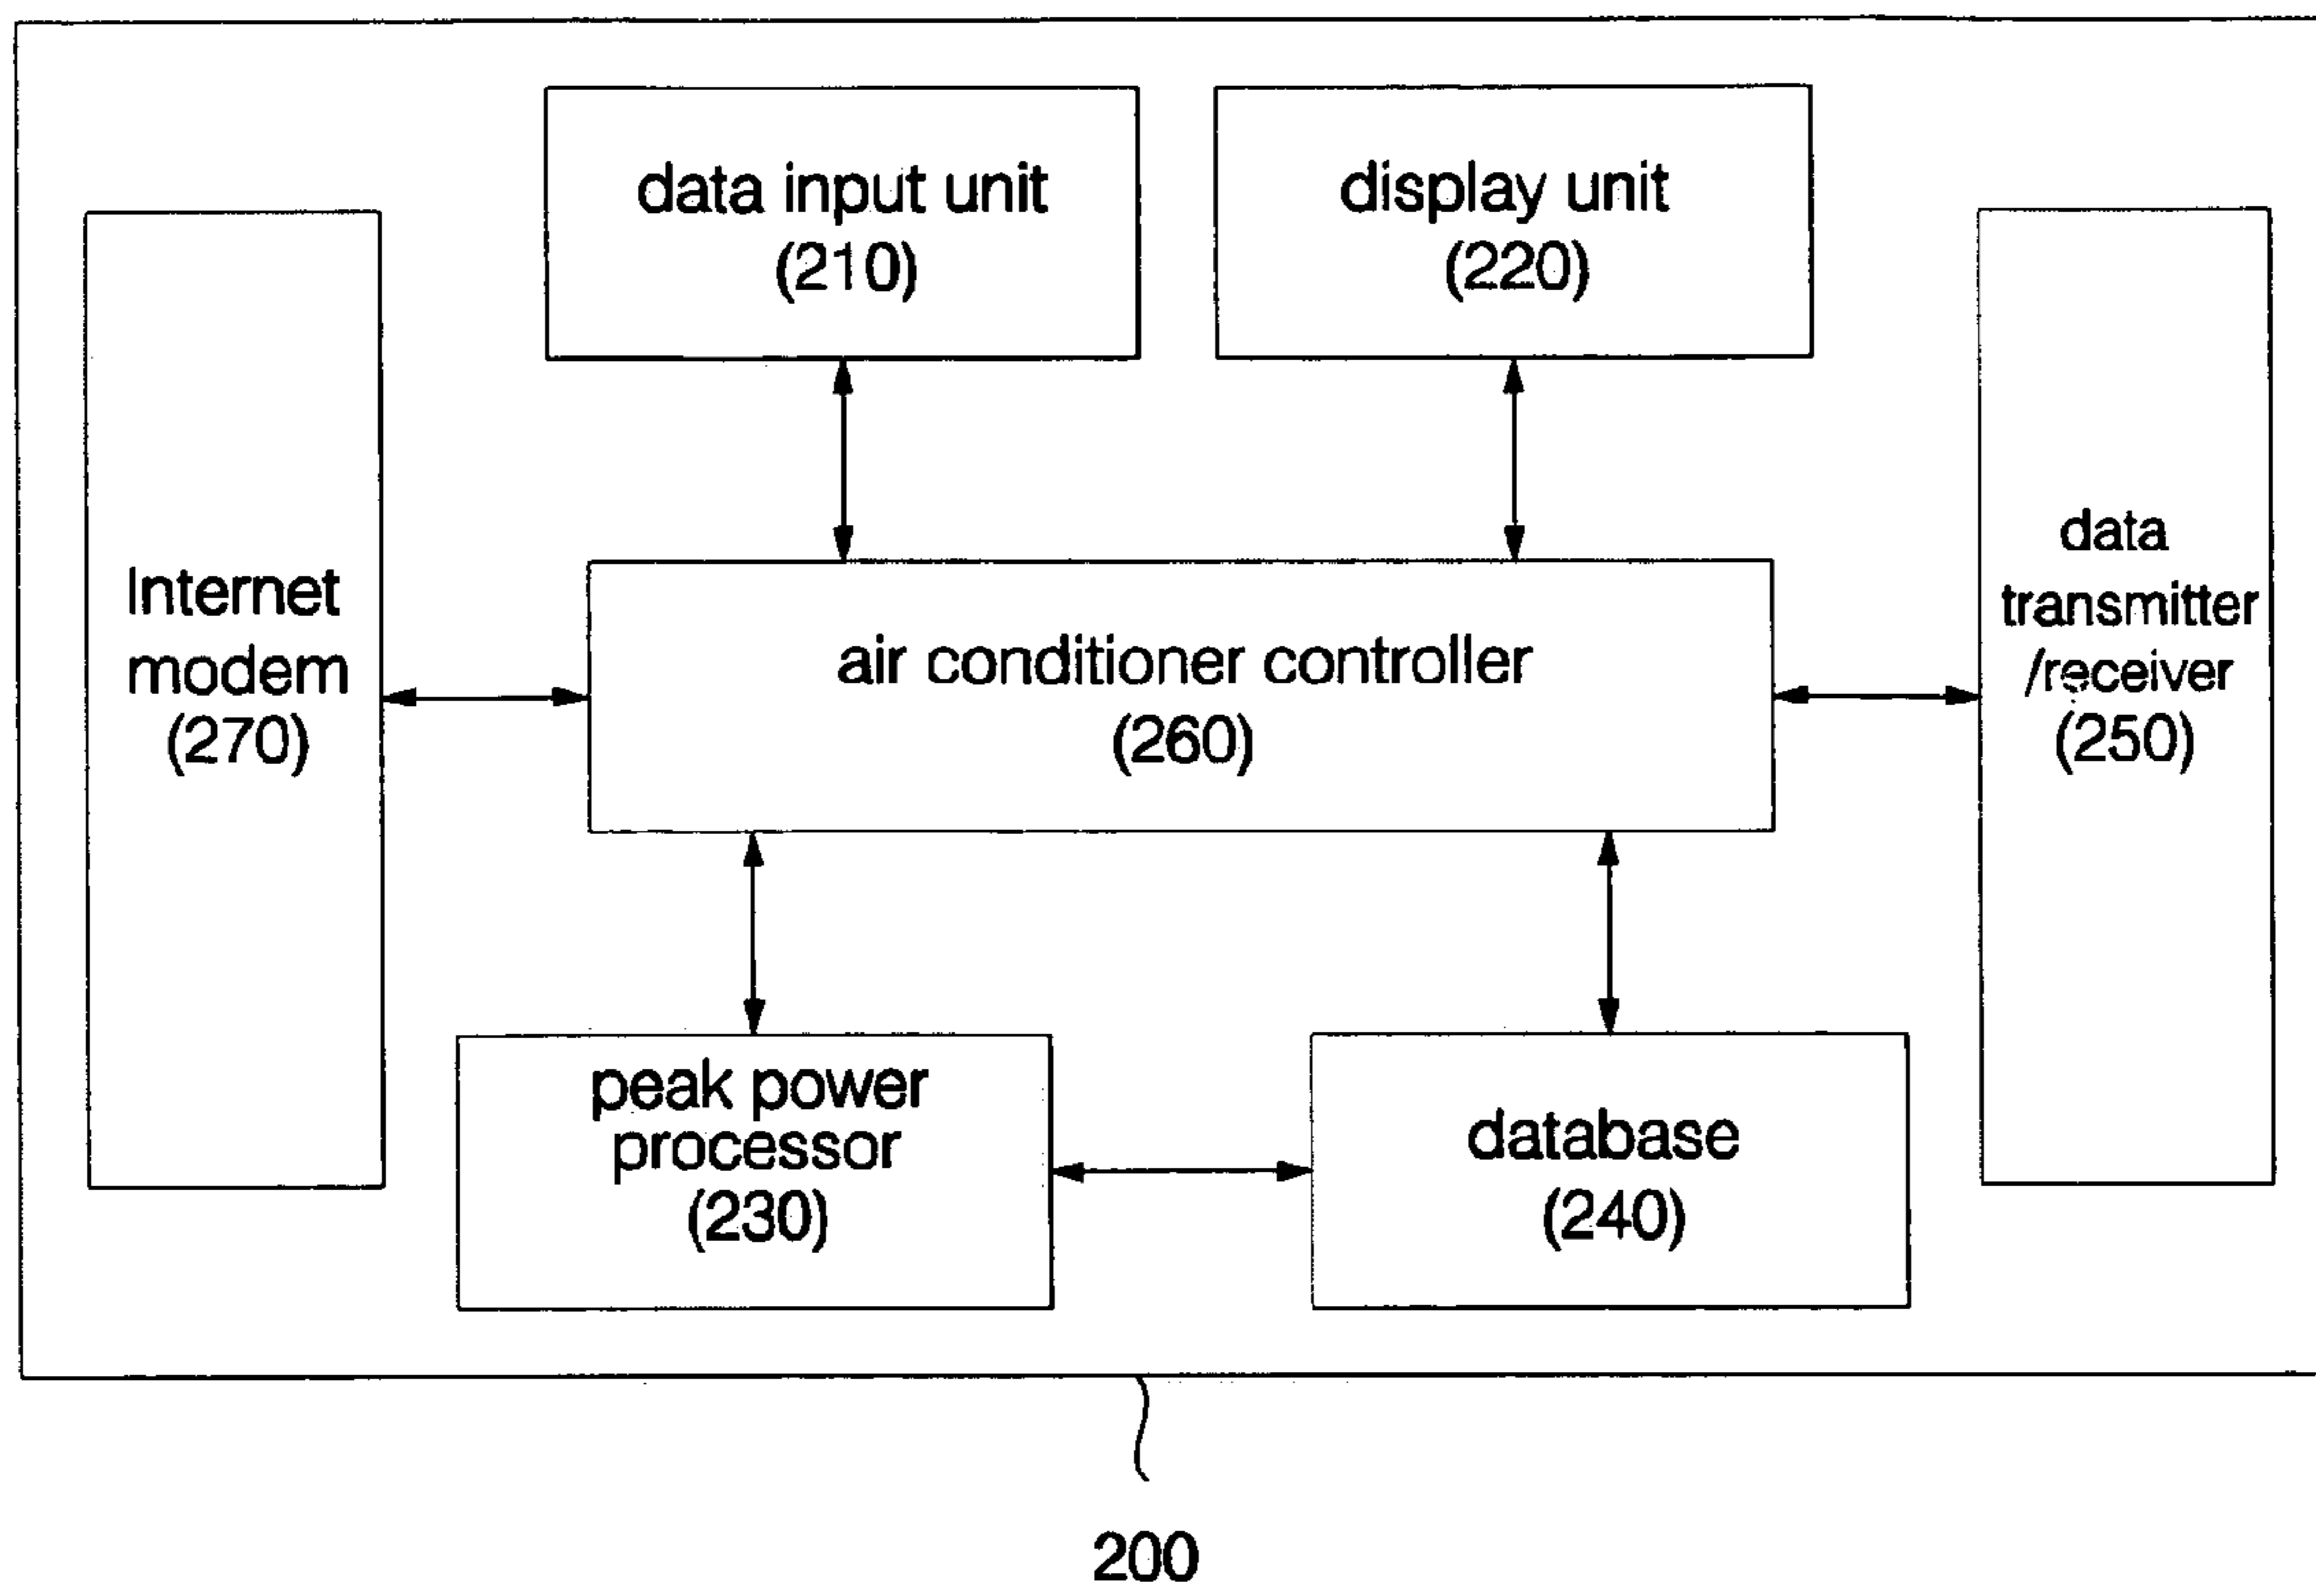 data input unit
(210)
display unit
(220)
Internet
modem
(270)
air conditioner controller
(260)
data
transmitter
/receiver
(250)
peak power
processor
(230)
database
(240)
200